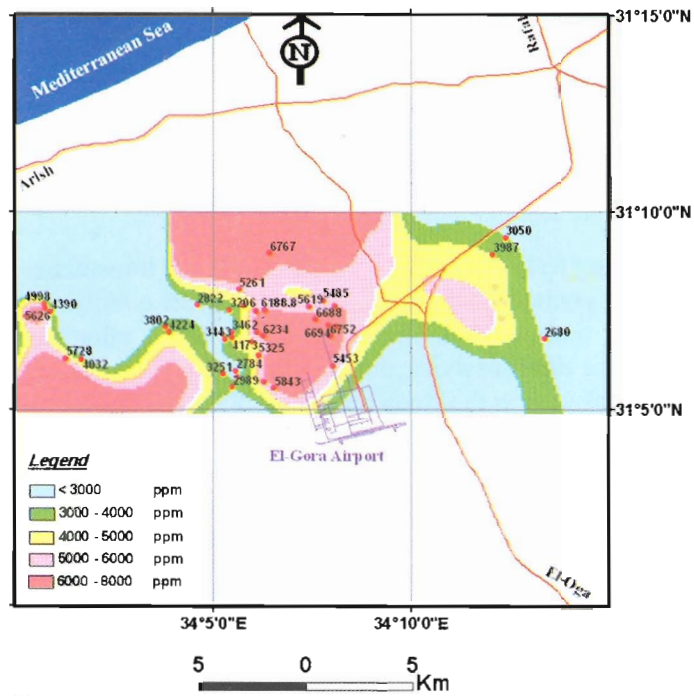 31°15'0"N
Mediterranean Sea
N
Rafah
Arish
31°10'0"N
3050
3987
6767
5261
2822 3206 6188.8 5619 5485
6688
4998 4390
5626
3802 4224
3443 3462 6234 6694 6752
4173 5325
2680
5728
4032
5453
3251 2784
2989 5843
31°5'0"N
El-Gora Airport
Legend
< 3000 ppm
3000 - 4000 ppm
4000 - 5000 ppm
5000 - 6000 ppm
6000 - 8000 ppm
El-Oga
34°5'0"E 34°10'0"E
5 0 5
Km